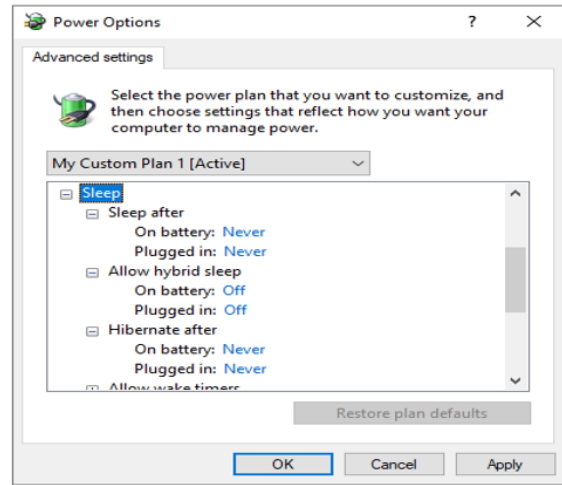 Power Options
?
Advanced settings
Select the power plan that you want to customize, and
then choose settings that reflect how you want your
computer to manage power.
My Custom Plan 1 [Active]
Sleep
Sleep after
On battery: Never
Plugged in: Never
Allow hybrid sleep
On battery: Off
Plugged in: Off
Hibernate after
On battery: Never
Plugged in: Never
Allow wake timers
Restore plan defaults
OK Cancel Apply